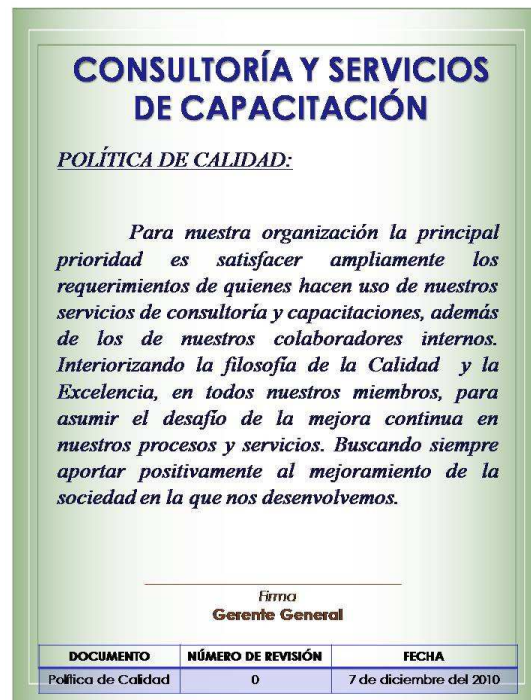 CONSULTORÍA Y SERVICIOS
DE CAPACITACIÓN
POLÍTICA DE CALIDAD:
Para nuestra organización la principal
prioridad es satisfacer ampliamente los
requerimientos de quienes hacen uso de nuestros
servicios de consultoría y capacitaciones, además
de los de nuestros colaboradores internos.
Interiorizando la filosofía de la Calidad y la
Excelencia, en todos nuestros miembros, para
asumir el desafío de la mejora continua en
nuestros procesos y servicios. Buscando siempre
aportar positivamente al mejoramiento de la
sociedad en la que nos desenvolvemos.
Firma
Gerente General
DOCUMENTO NÚMERO DE REVISIÓN FECHA
Política de Calidad 0 7 de diciembre del 2010